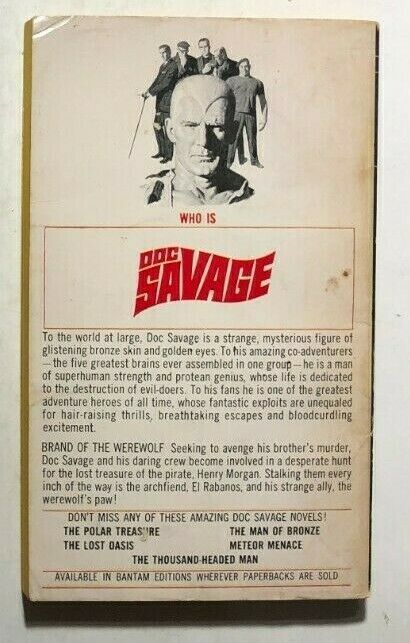 WHO IS
DOC
SAVAGE
To the world at large, Doc Savage is a strange, mysterious figure of
glistening bronze skin and golden eyes. To his amazing co-adventurers
—the five greatest brains ever assembled in one group—he is a man
of superhuman strength and protean genius, whose life is dedicated
to the destruction of evil-doers. To his fans he is one of the greatest
adventure heroes of all time, whose fantastic exploits are unequaled
for hair-raising thrills, breathtaking escapes and bloodcurdling
excitement.
BRAND OF THE WEREWOLF Seeking to avenge his brother's murder,
Doc Savage and his daring crew become involved in a desperate hunt
for the lost treasure of the pirate, Henry Morgan. Stalking them every
inch of the way is the archfiend, El Rabanos, and his strange ally, the
werewolf's paw!
DON'T MISS ANY OF THESE AMAZING DOC SAVAGE NOVELS!
THE POLAR TREASURE THE MAN OF BRONZE
THE LOST OASIS METEOR MENACE
THE THOUSAND-HEADED MAN
AVAILABLE IN BANTAM EDITIONS WHEREVER PAPERBACKS ARE SOLD